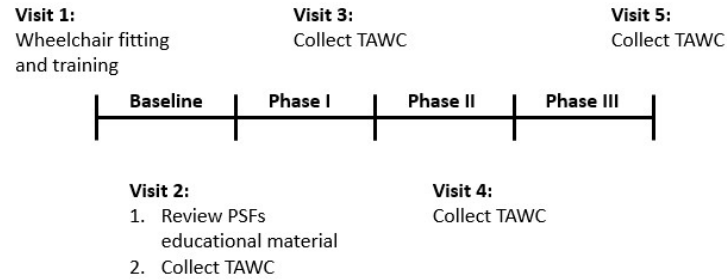 Visit 1:
Wheelchair fitting
and training
Visit 3:
Collect TAWC
Visit 5:
Collect TAWC
Baseline
Phase I
Phase II
Phase III
Visit 2:
1. Review PSFs
educational material
2. Collect TAWC
Visit 4:
Collect TAWC